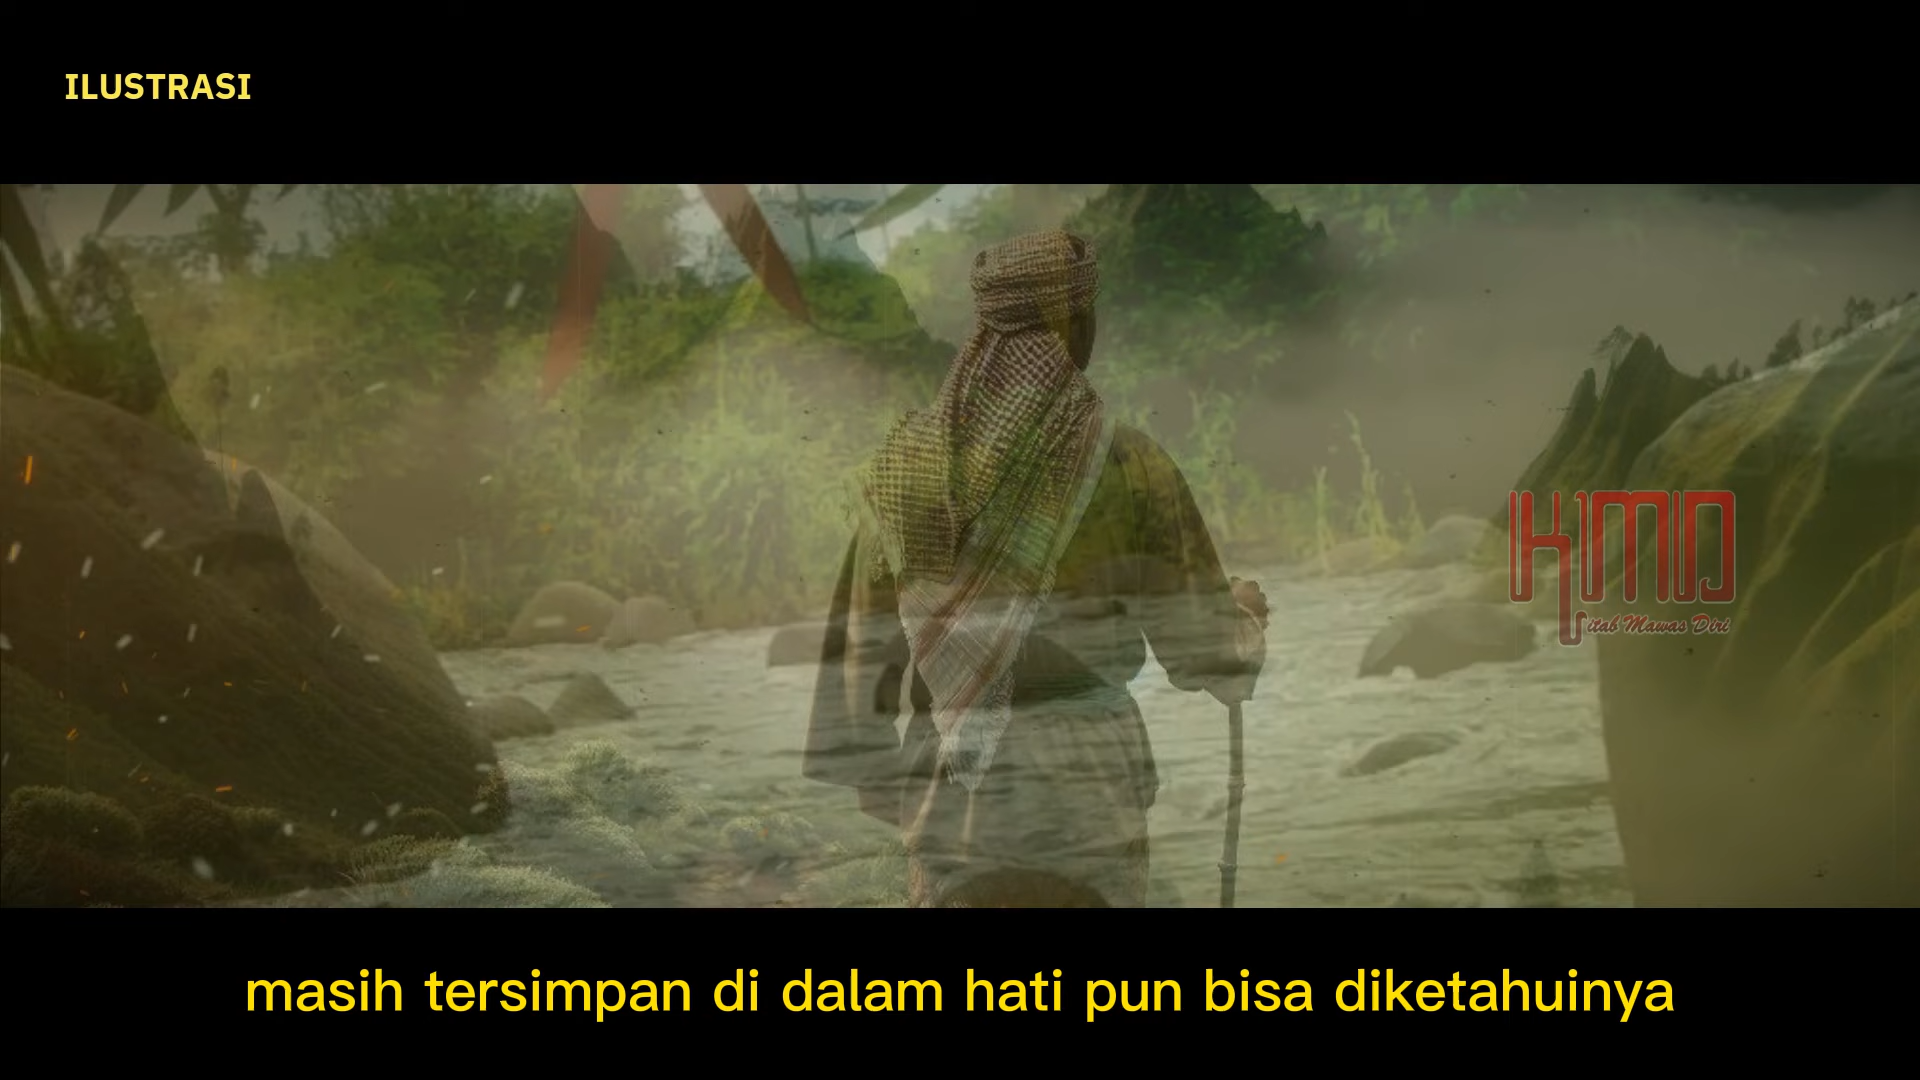 ILUSTRASI
KMD
Kitab Mawas Diri
masih tersimpan di dalam hati pun bisa diketahuinya